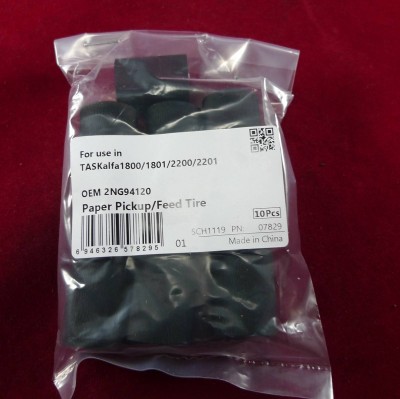 For use in
TASKalfa1800/1801/2200/2201
OEM 2NG94120
Paper Pickup/Feed Tire
10Pcs
SCH1119 PN: 07829
6 946326 578295 01 Made in China